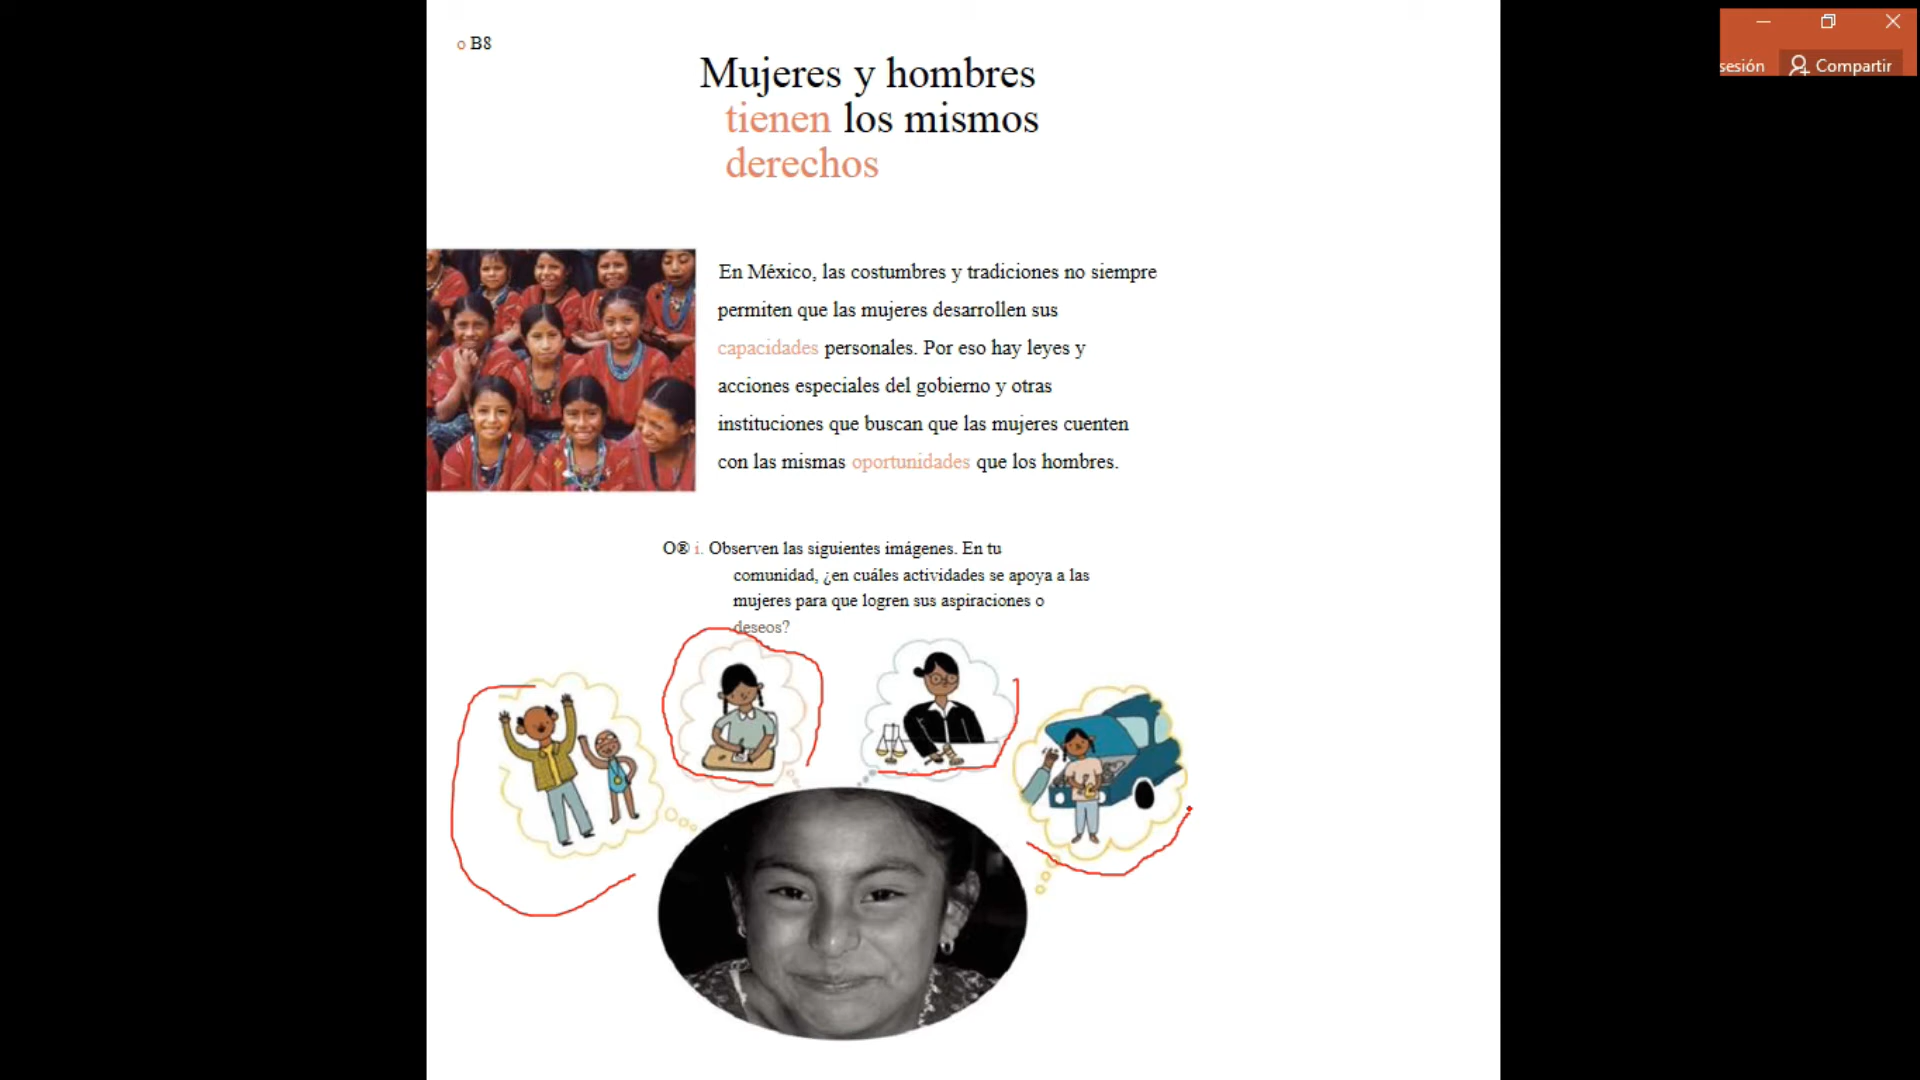 o B8
Mujeres y hombres
tienen los mismos
derechos
sesión
Compartir
En México, las costumbres y tradiciones no siempre
permiten que las mujeres desarrollen sus
capacidades personales. Por eso hay leyes y
acciones especiales del gobierno y otras
instituciones que buscan que las mujeres cuenten
con las mismas oportunidades que los hombres.
O® i. Observen las siguientes imágenes. En tu
comunidad, ¿en cuáles actividades se apoya a las
mujeres para que logren sus aspiraciones o
deseos?